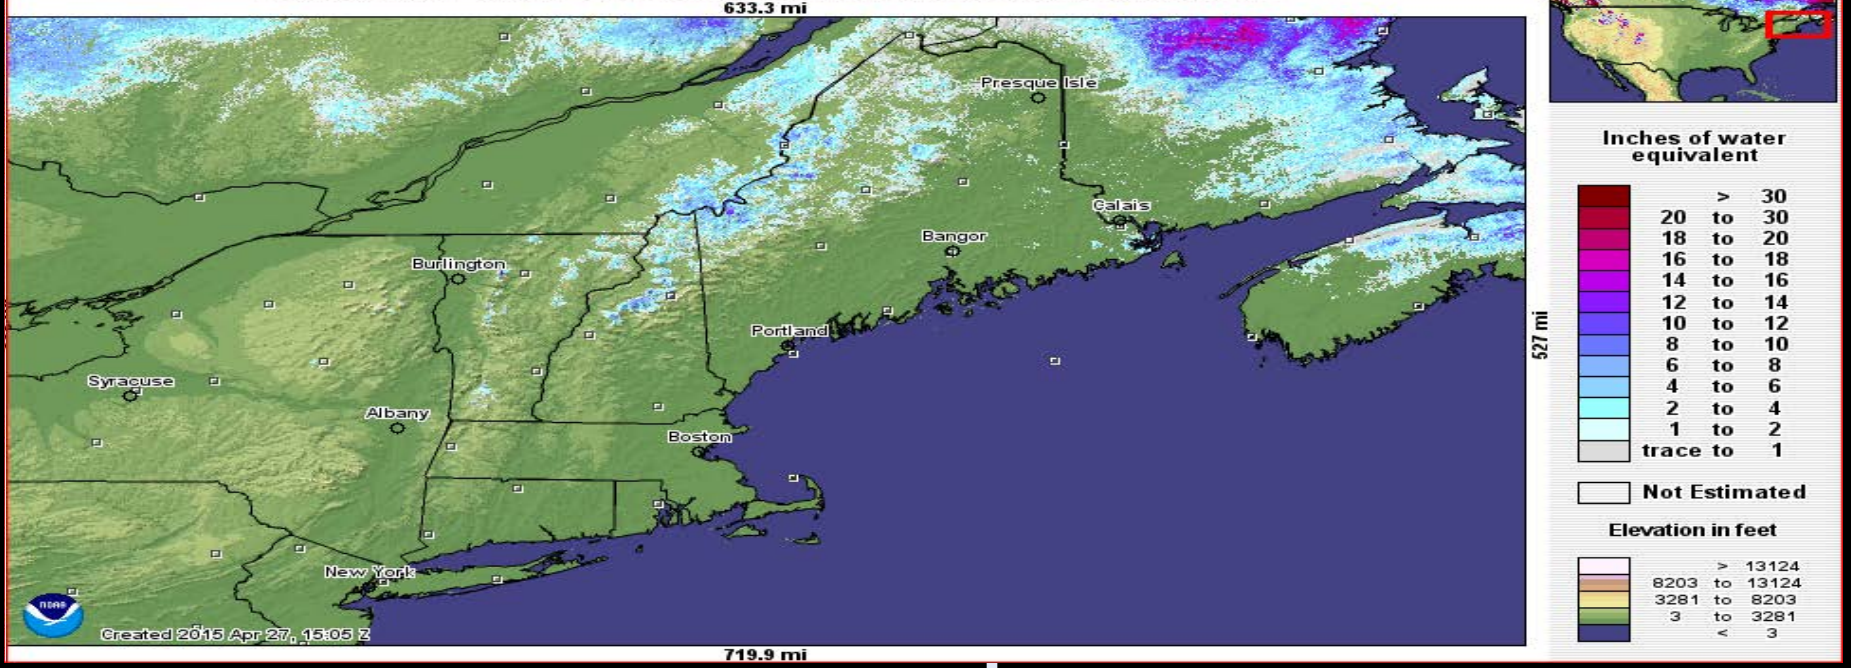 633.3 mi
Presque Isle
Calais
Bangor
Burlington
Portland
Syracuse
Albany
Boston
New York
NOAA
Created 2015 Apr 27, 15:05 Z
719.9 mi
527 mi
Inches of water
equivalent
> 30
20 to 30
18 to 20
16 to 18
14 to 16
12 to 14
10 to 12
8 to 10
6 to 8
4 to 6
2 to 4
1 to 2
trace to 1
Not Estimated
Elevation in feet
> 13124
8203 to 13124
3281 to 8203
3 to 3281
< 3